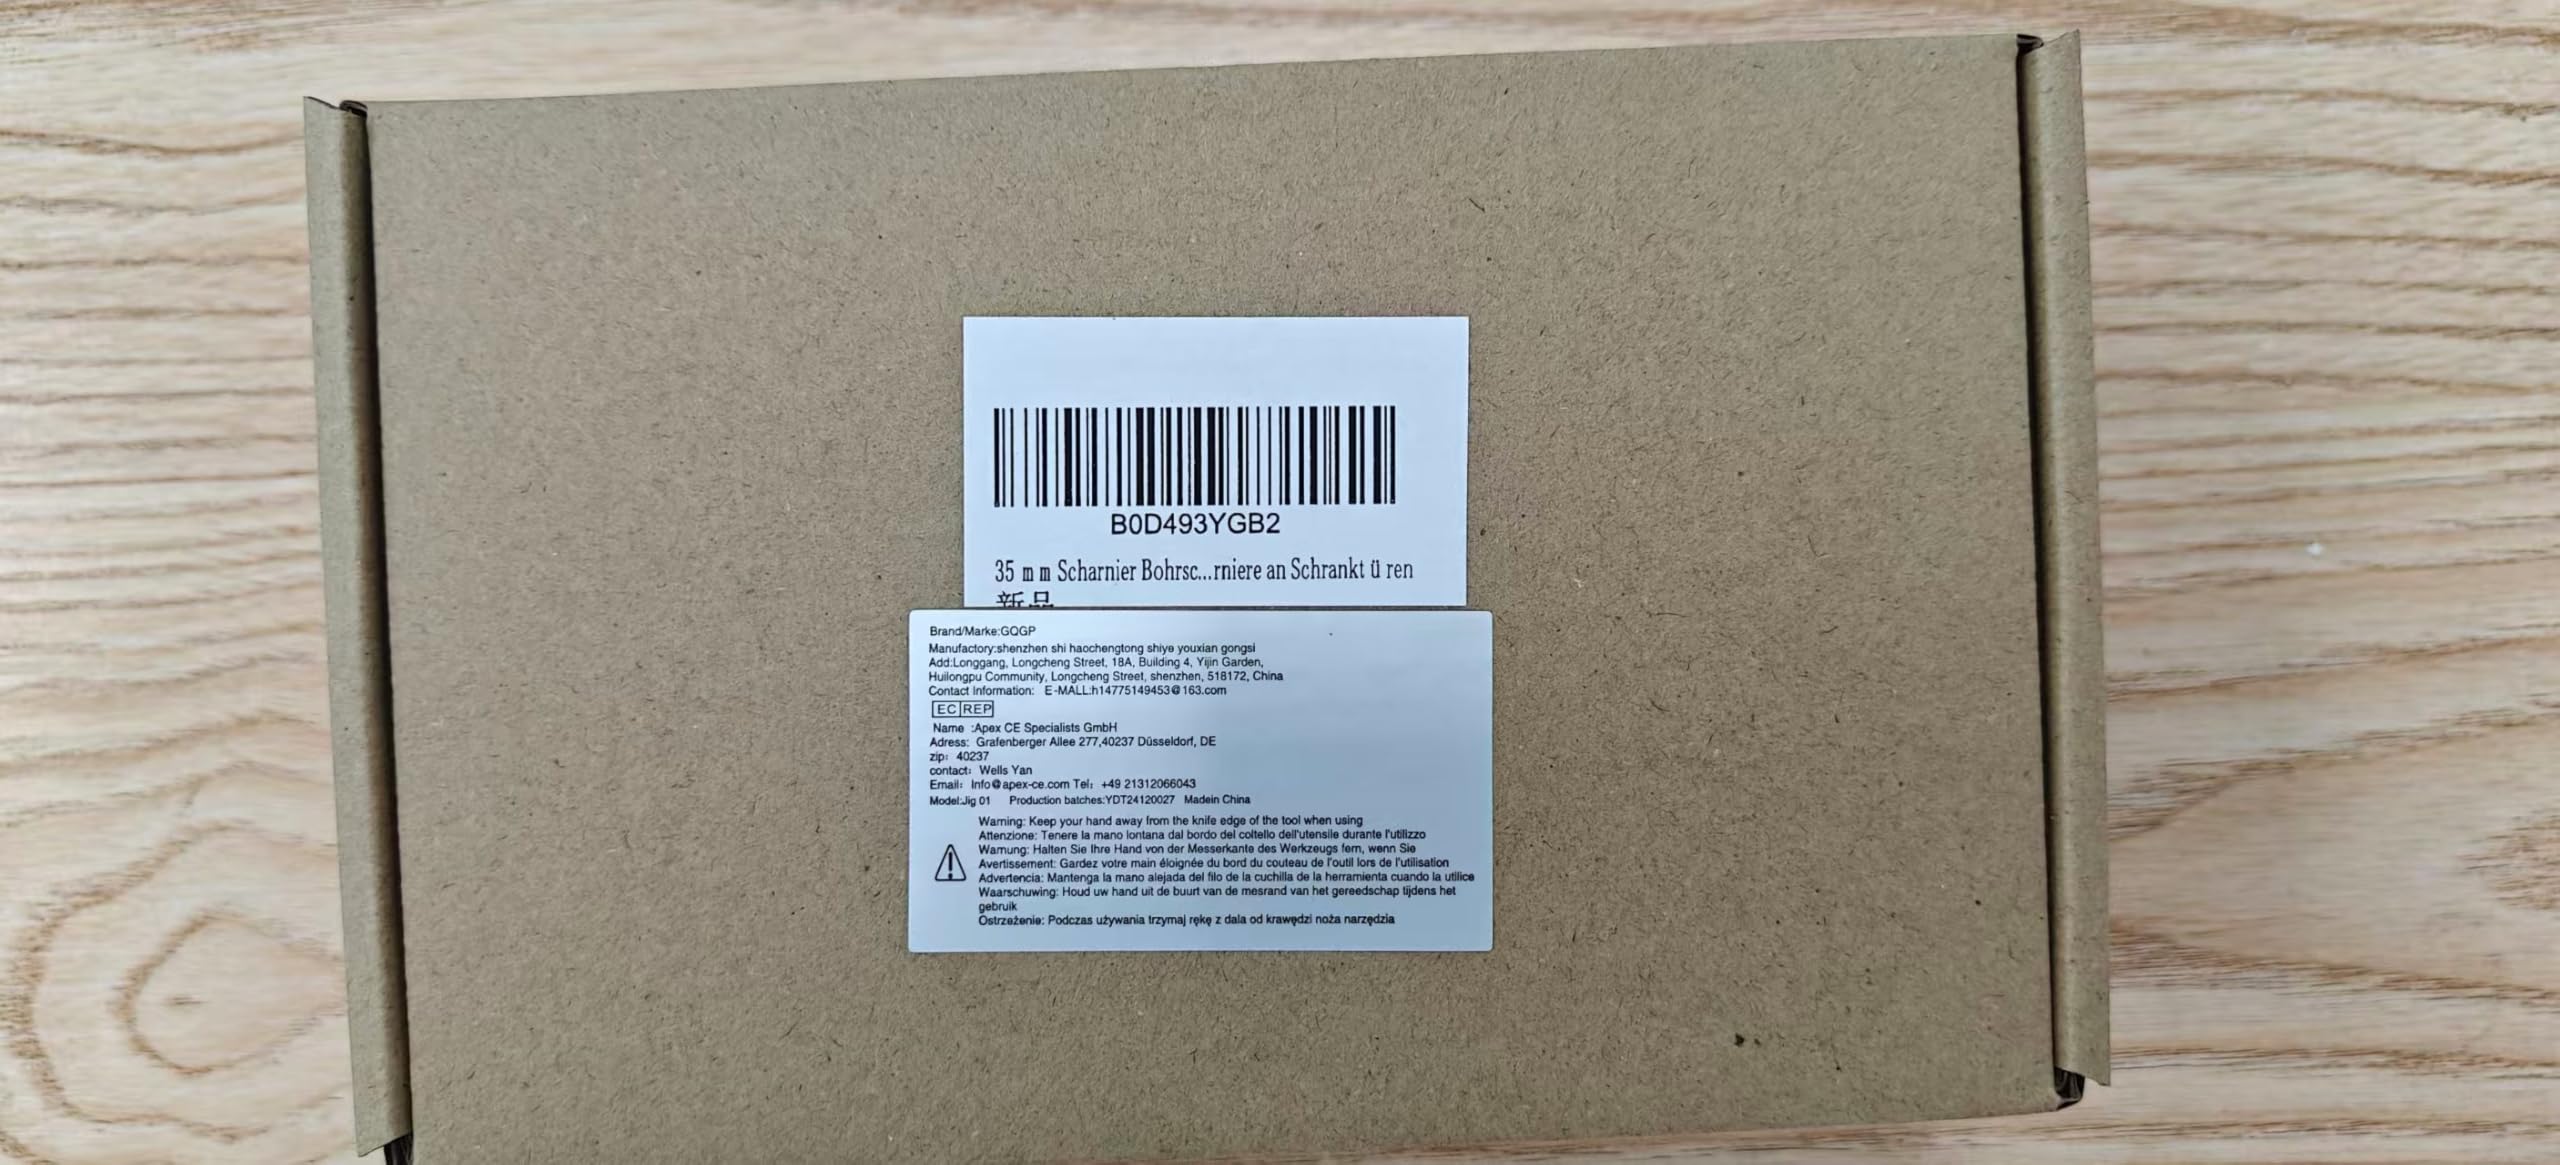 B0D493YGB2
35 mm Scharnier Bohrsc...rniere an Schranktüren
新品
Brand/Marke:GQGP
Manufactory:shenzhen shi haochengtong shiye youxian gongsi
Add:Longgang, Longcheng Street, 18A, Building 4, Yijin Garden,
Huilongpu Community, Longcheng Street, shenzhen, 518172, China
Contact Information: E-MALL:h14775149453@163.com
EC REP
Name :Apex CE Specialists GmbH
Adress: Grafenberger Allee 277,40237 Düsseldorf, DE
zip: 40237
contact: Wells Yan
Email: Info@apex-ce.com Tel: +49 21312066043
Model:Jig 01 Production batches:YDT24120027 Madein China
Warning: Keep your hand away from the knife edge of the tool when using
Attenzione: Tenere la mano lontana dal bordo del coltello dell'utensile durante l'utilizzo
Warnung: Halten Sie Ihre Hand von der Messerkante des Werkzeugs fern, wenn Sie
Avertissement: Gardez votre main éloignée du bord du couteau de l'outil lors de l'utilisation
Advertencia: Mantenga la mano alejada del filo de la cuchilla de la herramienta cuando la utilice
Waarschuwing: Houd uw hand uit de buurt van de mesrand van het gereedschap tijdens het
gebruik
Ostrzeżenie: Podczas używania trzymaj rękę z dala od krawędzi noża narzędzia